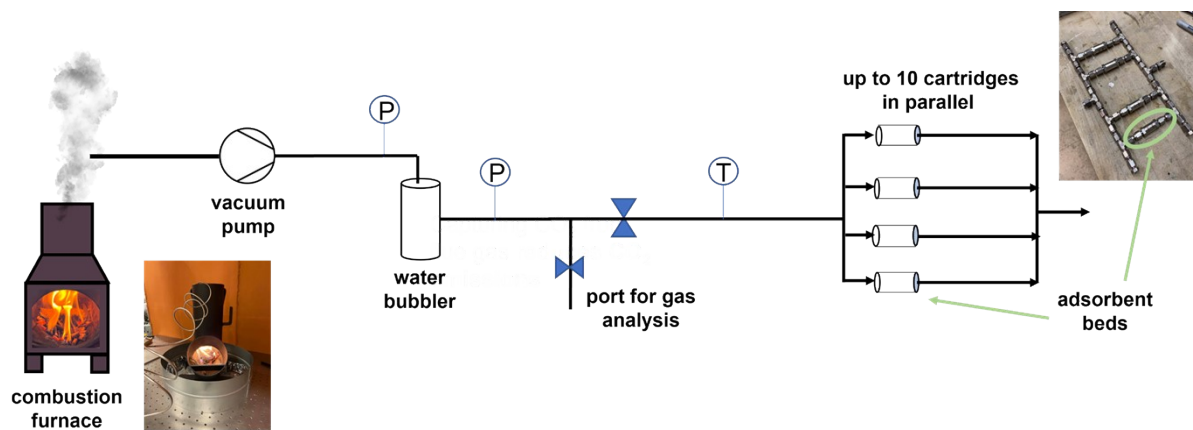 up to 10 cartridges
in parallel
P
P
T
vacuum
pump
water
bubbler
port for gas
analysis
adsorbent
beds
combustion
furnace